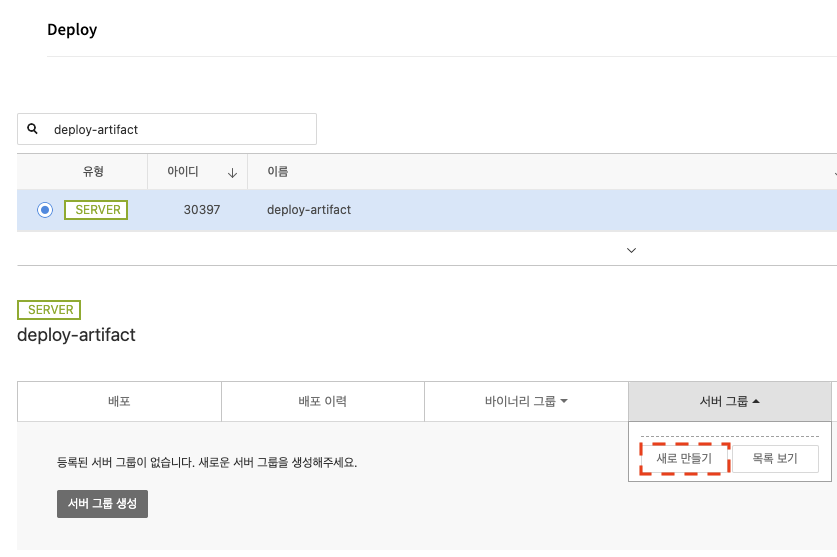 Deploy
deploy-artifact
유형 아이디 이름
SERVER 30397 deploy-artifact
SERVER
deploy-artifact
배포 배포 이력 바이너리 그룹 서버 그룹
새로 만들기 목록 보기
등록된 서버 그룹이 없습니다. 새로운 서버 그룹을 생성해주세요.
서버 그룹 생성